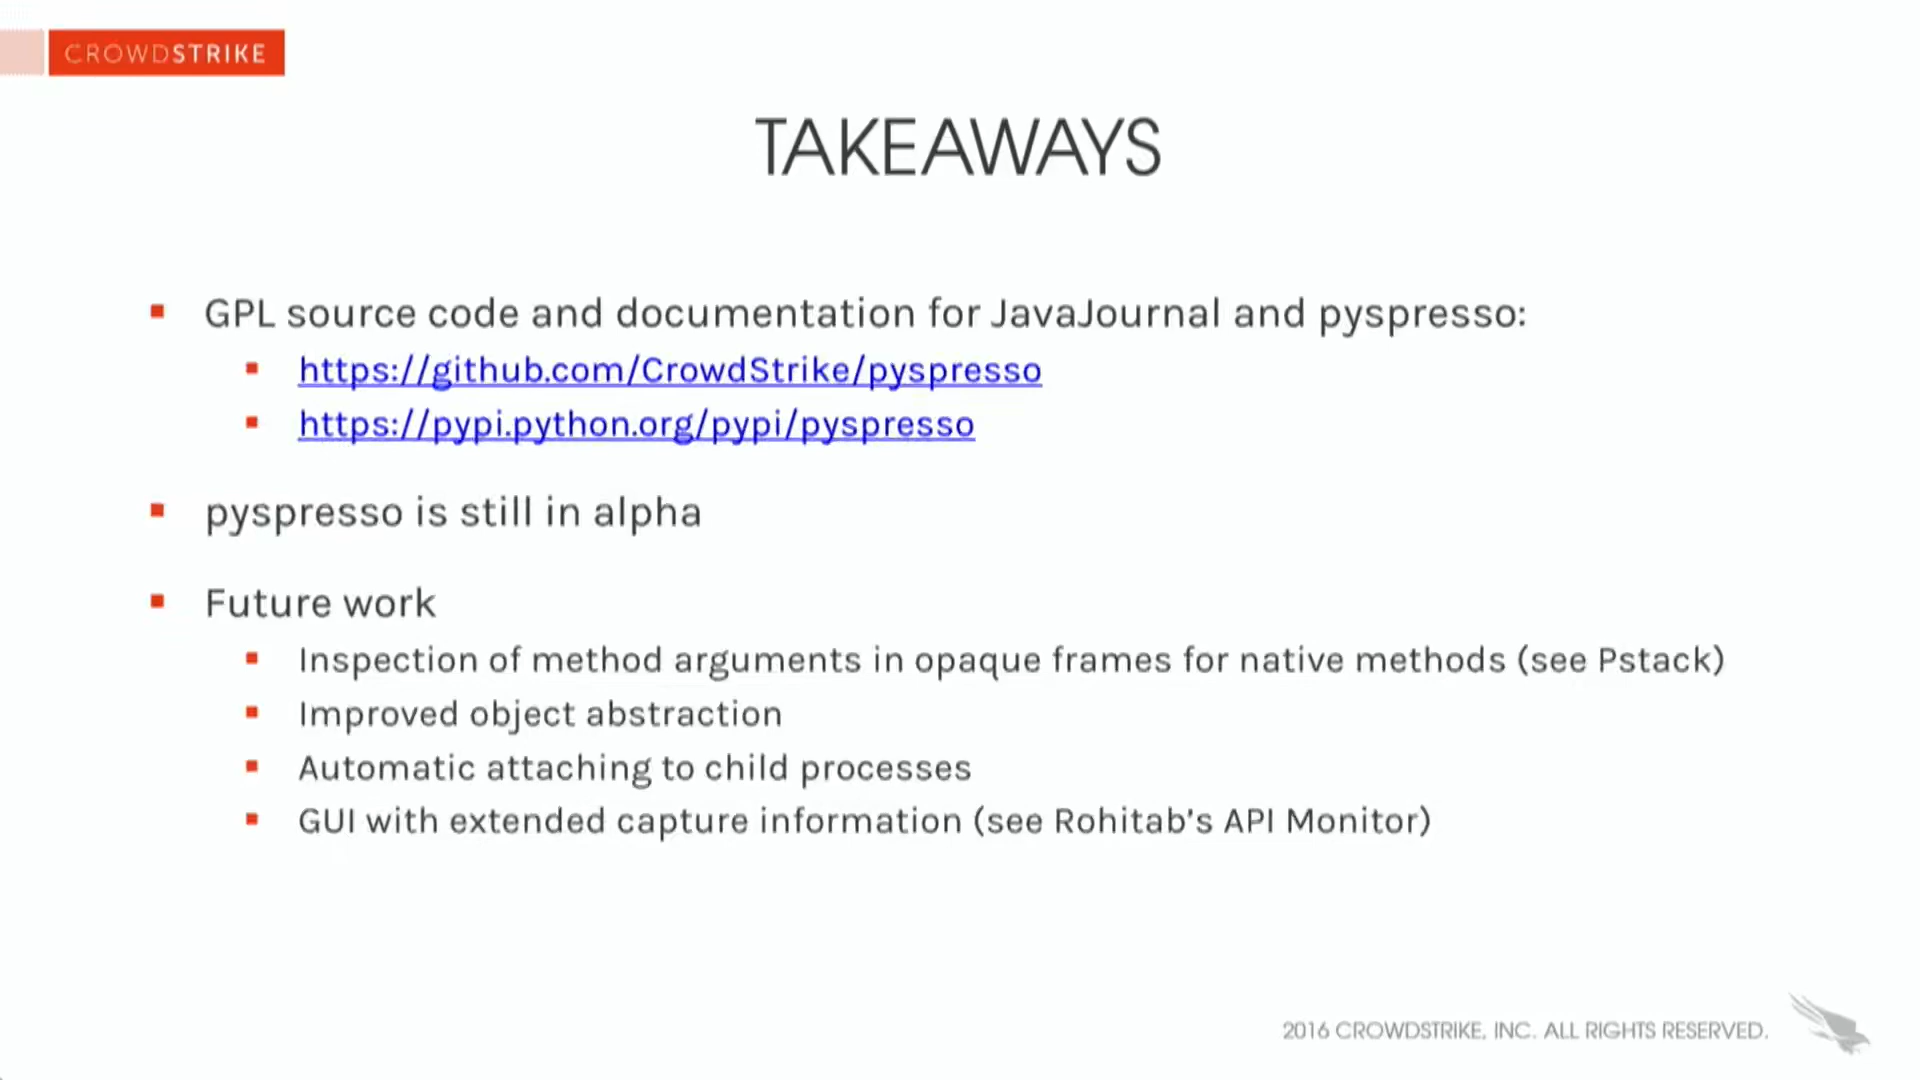 CROWDSTRIKE
TAKEAWAYS
GPL source code and documentation for JavaJournal and pyspresso:
https://github.com/CrowdStrike/pyspresso
https://pypi.python.org/pypi/pyspresso
pyspresso is still in alpha
Future work
Inspection of method arguments in opaque frames for native methods (see Pstack)
Improved object abstraction
Automatic attaching to child processes
GUI with extended capture information (see Rohitab's API Monitor)
2016 CROWDSTRIKE, INC. ALL RIGHTS RESERVED.